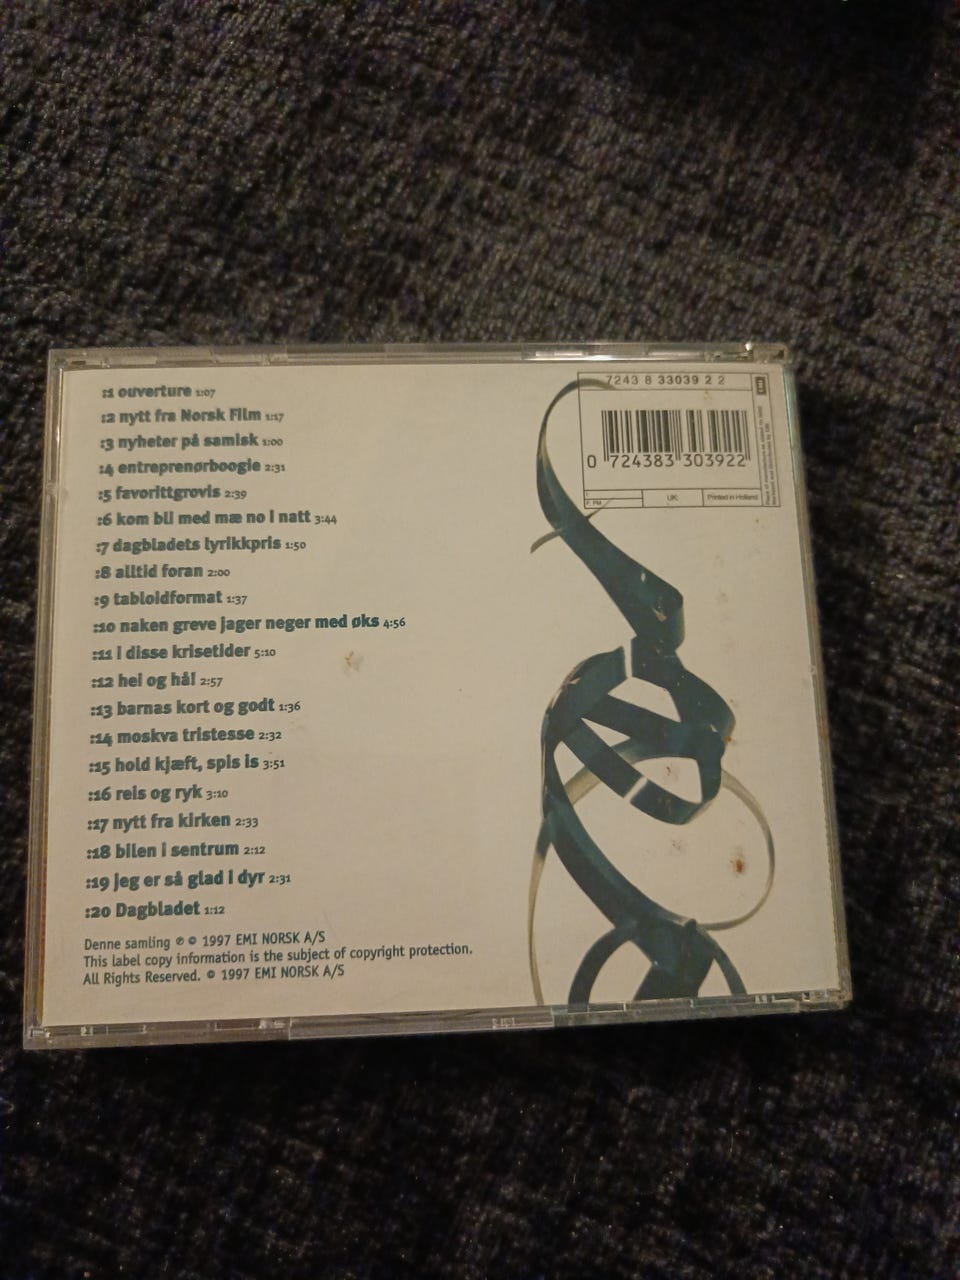 :1 ouverture 1:07
:2 nytt fra Norsk Film 1:17
:3 nyheter på samisk 1:00
:4 entreprenørboogie 2:31
:5 favorittgrovis 2:39
:6 kom bli med mæ no i natt 3:44
:7 dagbladets lyrikkpris 1:50
:8 alltid foran 2:00
:9 tabloidformat 1:37
:10 naken greve jager neger med øks 4:56
:11 i disse krisetider 5:10
:12 hei og hå! 2:57
:13 barnas kort og godt 1:36
:14 moskva tristesse 2:32
:15 hold kjæft, spis is 3:51
:16 reis og ryk 3:10
:17 nytt fra kirken 2:33
:18 bilen i sentrum 2:12
:19 jeg er så glad i dyr 2:31
:20 Dagbladet 1:12
Denne samling ℗ © 1997 EMI NORSK A/S
This label copy information is the subject of copyright protection.
All Rights Reserved. © 1997 EMI NORSK A/S
7243 8 33039 2 2
0 724383 303922
UK:
Printed in Holland
EMI